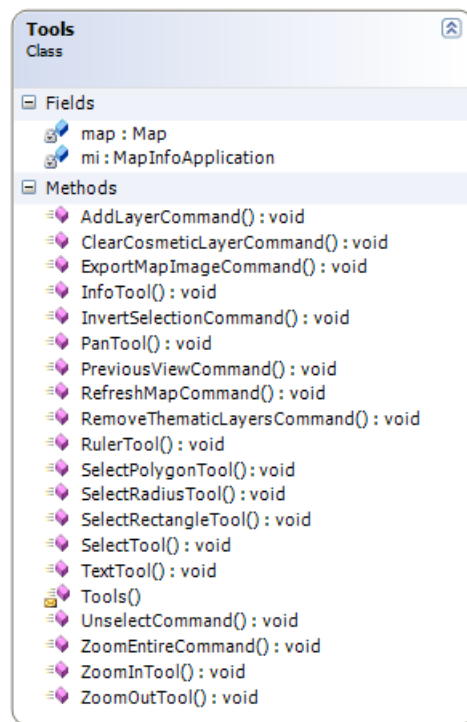 Tools
Class
Fields
map : Map
mi : MapInfoApplication
Methods
AddLayerCommand() : void
ClearCosmeticLayerCommand() : void
ExportMapImageCommand() : void
InfoTool() : void
InvertSelectionCommand() : void
PanTool() : void
PreviousViewCommand() : void
RefreshMapCommand() : void
RemoveThematicLayersCommand() : void
RulerTool() : void
SelectPolygonTool() : void
SelectRadiusTool() : void
SelectRectangleTool() : void
SelectTool() : void
TextTool() : void
Tools()
UnselectCommand() : void
ZoomEntireCommand() : void
ZoomInTool() : void
ZoomOutTool() : void